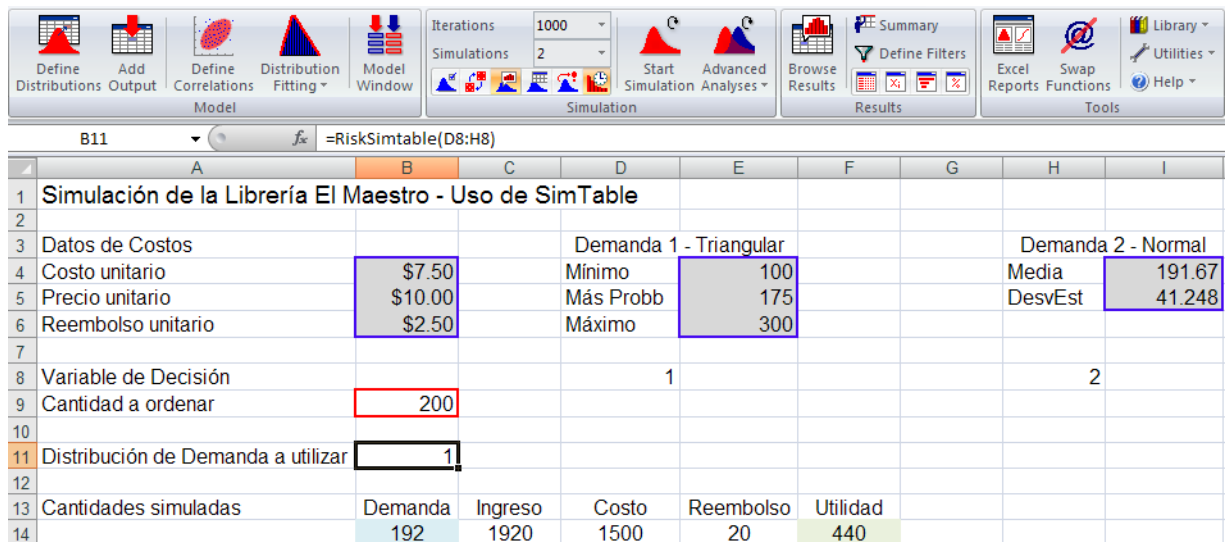 Iterations 1000
Simulations 2
Define Distributions
Add Output
Define Correlations
Distribution Fitting
Model Window
Start Simulation
Advanced Analyses
Browse Results
Summary
Define Filters
Excel Reports
Swap Functions
Library
Utilities
Help
Model Simulation Results Tools
B11 fx =RiskSimtable(D8:H8)
A B C D E F G H I
1 Simulación de la Librería El Maestro - Uso de SimTable
2
3 Datos de Costos Demanda 1 - Triangular Demanda 2 - Normal
4 Costo unitario $7.50 Mínimo 100 Media 191.67
5 Precio unitario $10.00 Más Probb 175 DesvEst 41.248
6 Reembolso unitario $2.50 Máximo 300
7
8 Variable de Decisión 1 2
9 Cantidad a ordenar 200
10
11 Distribución de Demanda a utilizar 1
12
13 Cantidades simuladas Demanda Ingreso Costo Reembolso Utilidad
14 192 1920 1500 20 440